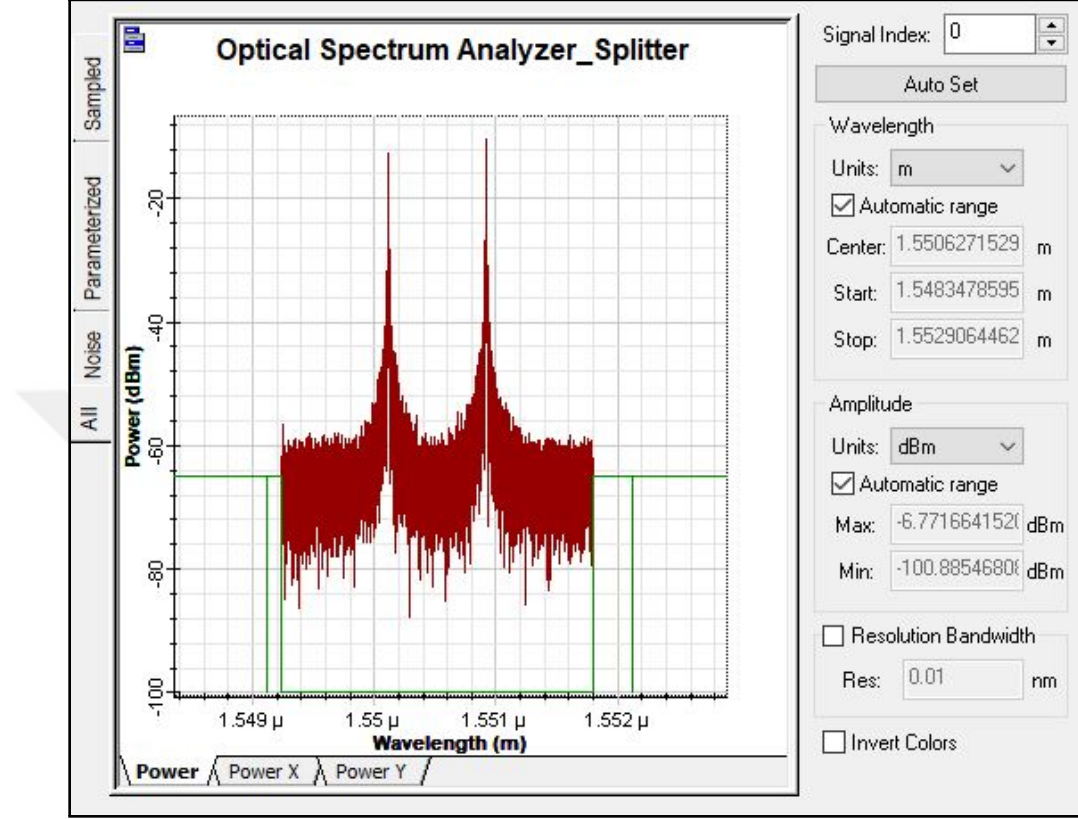 Sampled
Parameterized
Noise
All
Optical Spectrum Analyzer_Splitter
Power (dBm)
-20
-40
-60
-80
-100
1.549 µ
1.55 µ
1.551 µ
1.552 µ
Wavelength (m)
Power
Power X
Power Y
Signal Index: 0
Auto Set
Wavelength
Units: m
Automatic range
Center: 1.5506271529 m
Start: 1.5483478595 m
Stop: 1.5529064462 m
Amplitude
Units: dBm
Automatic range
Max: -6.771664152( dBm
Min: -100.8854680 dBm
Resolution Bandwidth
Res: 0.01 nm
Invert Colors